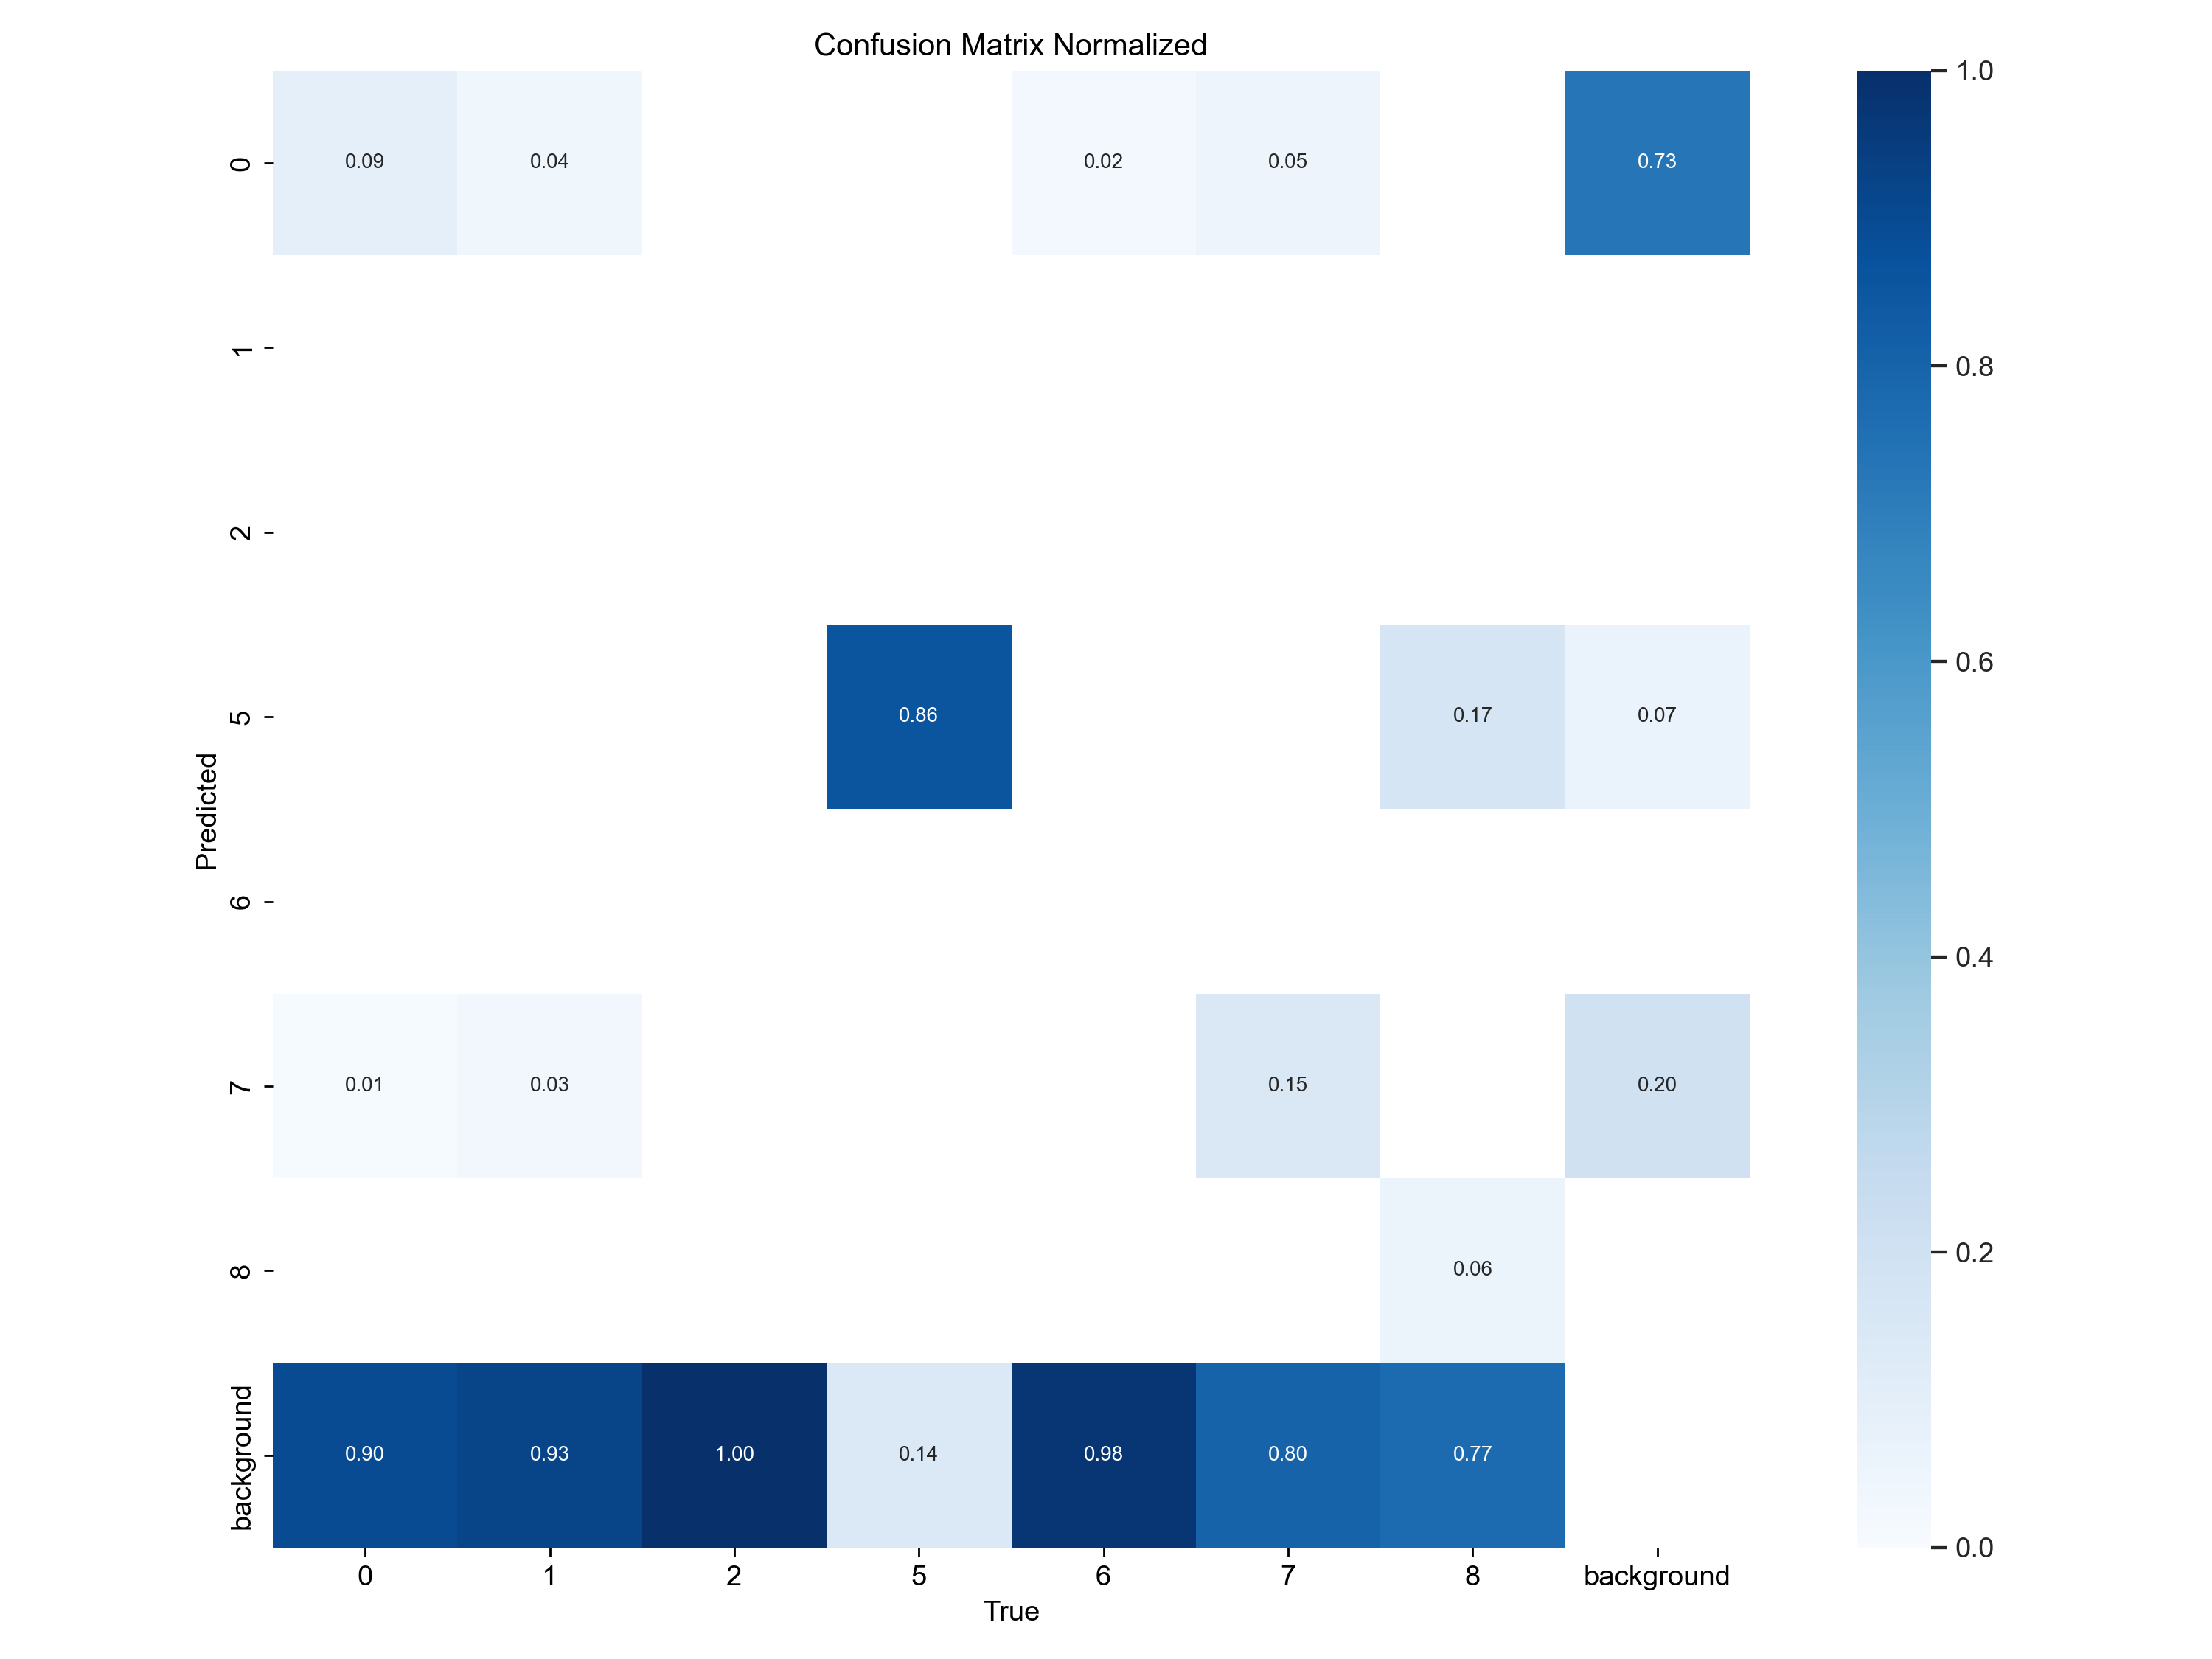 Confusion Matrix Normalized
0 0.09 0.04 0.02 0.05 0.73
1
2
5 0.86 0.17 0.07
6
7 0.01 0.03 0.15 0.20
8 0.06
background 0.90 0.93 1.00 0.14 0.98 0.80 0.77
0 1 2 5 6 7 8 background
True
Predicted
1.0
0.8
0.6
0.4
0.2
0.0